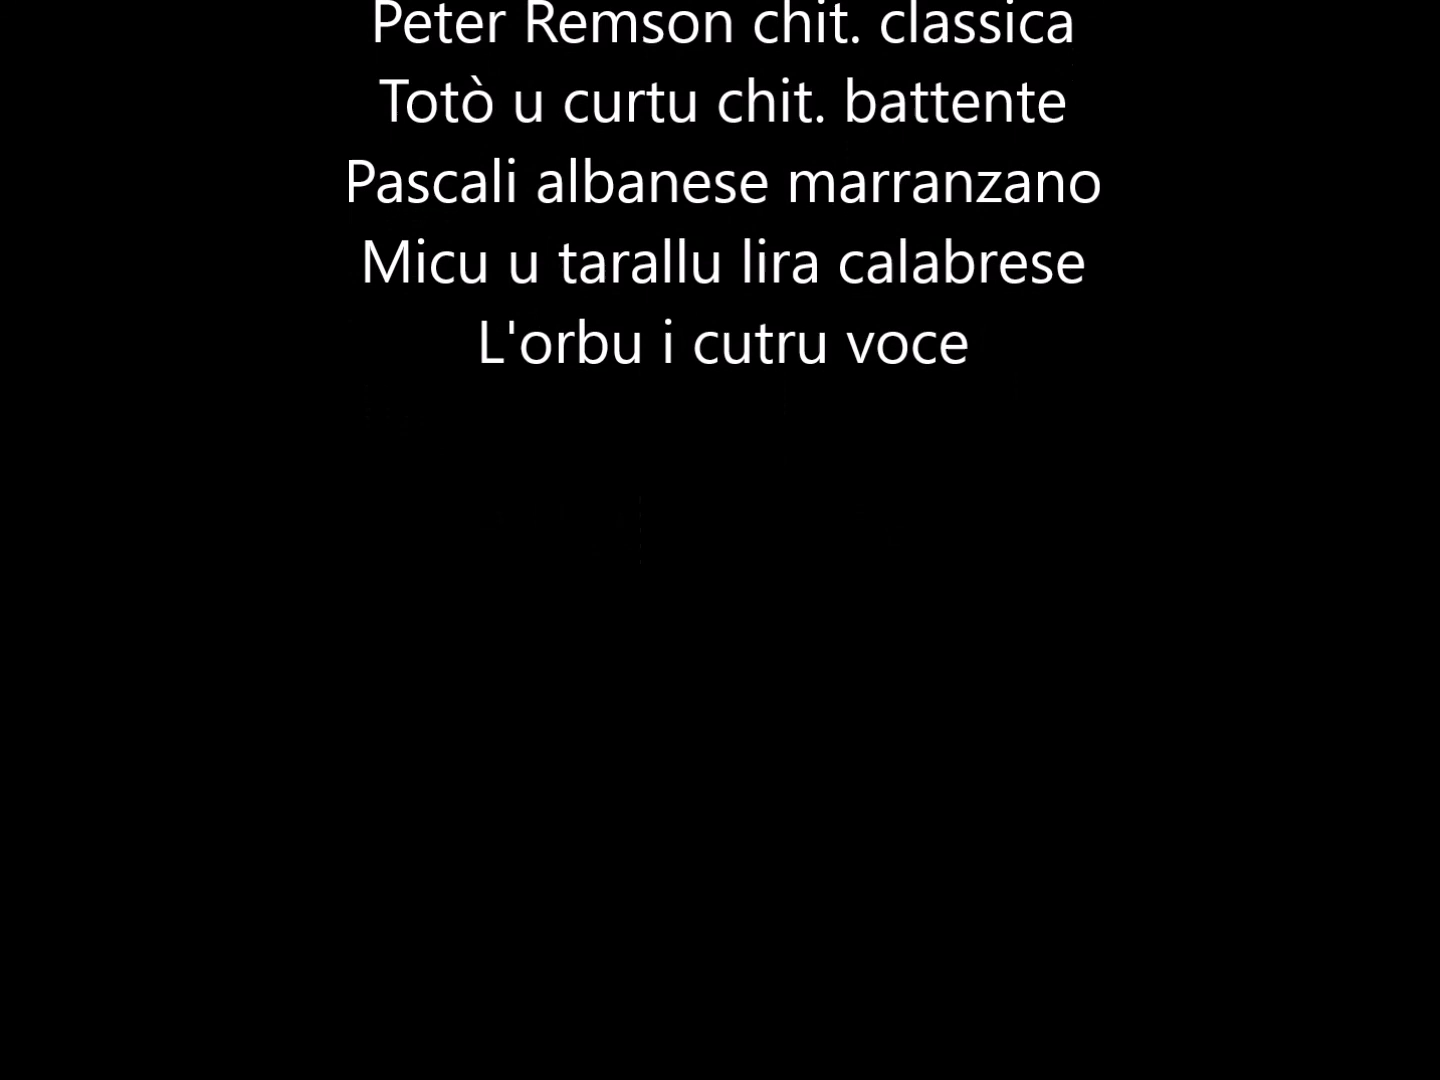 Peter Remson chit. classica
Totò u curtu chit. battente
Pascali albanese marranzano
Micu u tarallu lira calabrese
L'orbu i cutru voce